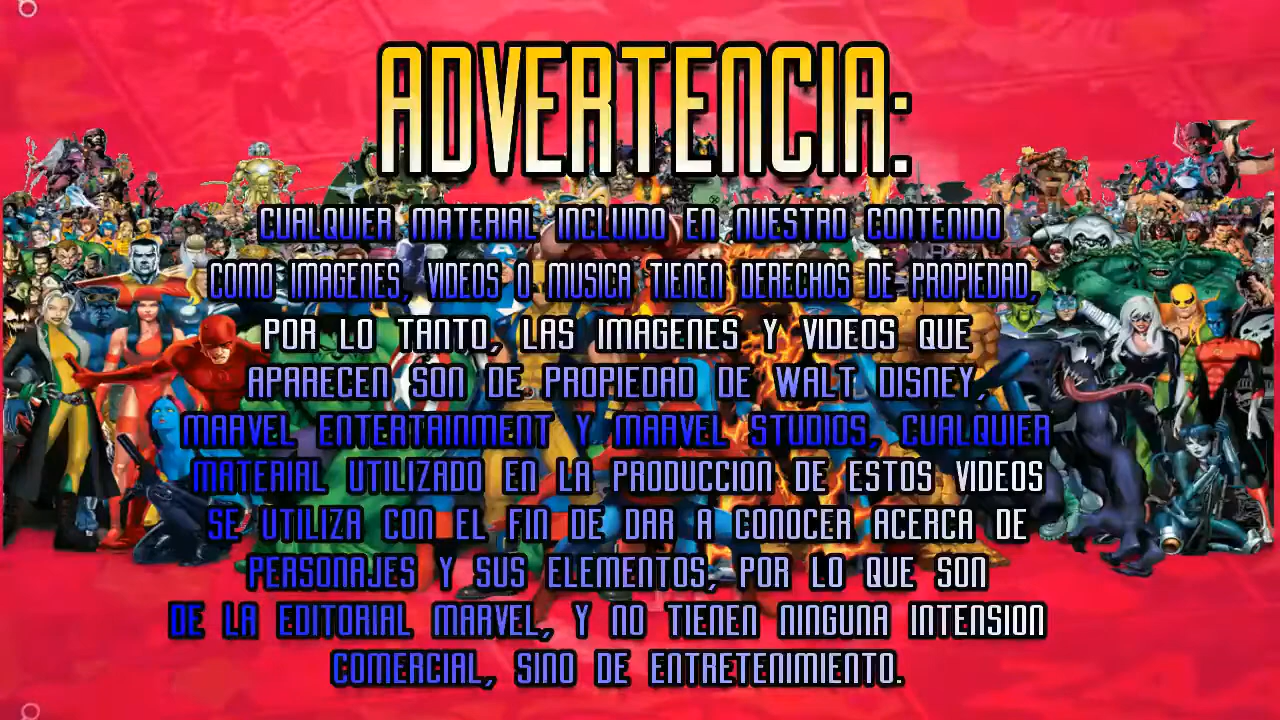 ADVERTENCIA:
CUALQUIER MATERIAL INCLUIDO EN NUESTRO CONTENIDO
COMO IMAGENES, VIDEOS O MUSICA TIENEN DERECHOS DE PROPIEDAD,
POR LO TANTO, LAS IMAGENES Y VIDEOS QUE
APARECEN SON DE PROPIEDAD DE WALT DISNEY,
MARVEL ENTERTAINMENT Y MARVEL STUDIOS, CUALQUIER
MATERIAL UTILIZADO EN LA PRODUCCION DE ESTOS VIDEOS
SE UTILIZA CON EL FIN DE DAR A CONOCER ACERCA DE
PERSONAJES Y SUS ELEMENTOS, POR LO QUE SON
DE LA EDITORIAL MARVEL, Y NO TIENEN NINGUNA INTENSION
COMERCIAL, SINO DE ENTRETENIMIENTO.